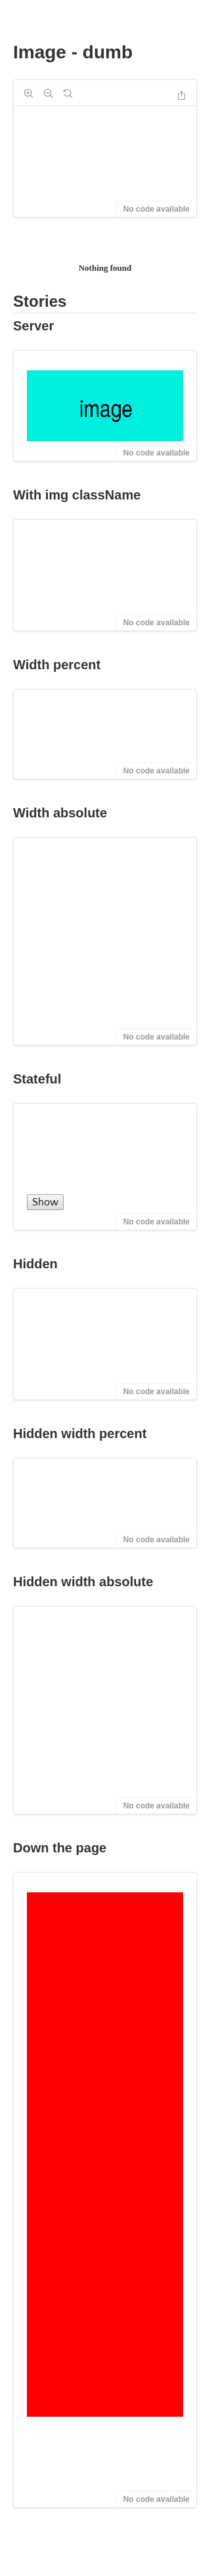 Image - dumb
No code available
Nothing found
Stories
Server
image
No code available
With img className
No code available
Width percent
No code available
Width absolute
No code available
Stateful
Show
No code available
Hidden
No code available
Hidden width percent
No code available
Hidden width absolute
No code available
Down the page
No code available